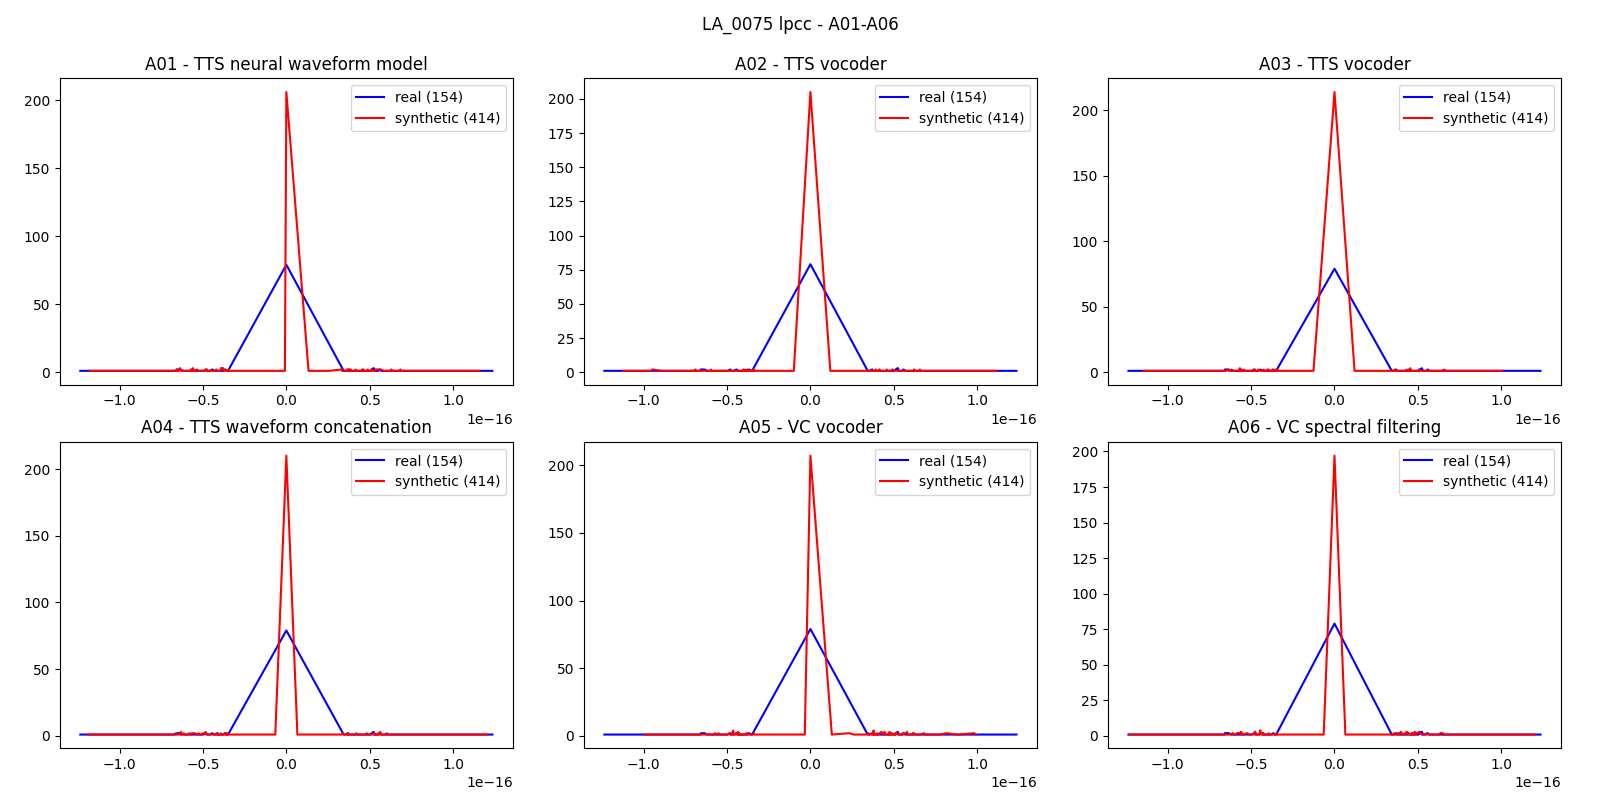 LA_0075 lpcc - A01-A06
A01 - TTS neural waveform model
real (154)
synthetic (414)
200
150
100
50
0
−1.0 −0.5 0.0 0.5 1.0
1e−16
A02 - TTS vocoder
real (154)
synthetic (414)
200
175
150
125
100
75
50
25
0
−1.0 −0.5 0.0 0.5 1.0
1e−16
A03 - TTS vocoder
real (154)
synthetic (414)
200
150
100
50
0
−1.0 −0.5 0.0 0.5 1.0
1e−16
A04 - TTS waveform concatenation
real (154)
synthetic (414)
200
150
100
50
0
−1.0 −0.5 0.0 0.5 1.0
1e−16
A05 - VC vocoder
real (154)
synthetic (414)
200
150
100
50
0
−1.0 −0.5 0.0 0.5 1.0
1e−16
A06 - VC spectral filtering
real (154)
synthetic (414)
200
175
150
125
100
75
50
25
0
−1.0 −0.5 0.0 0.5 1.0
1e−16